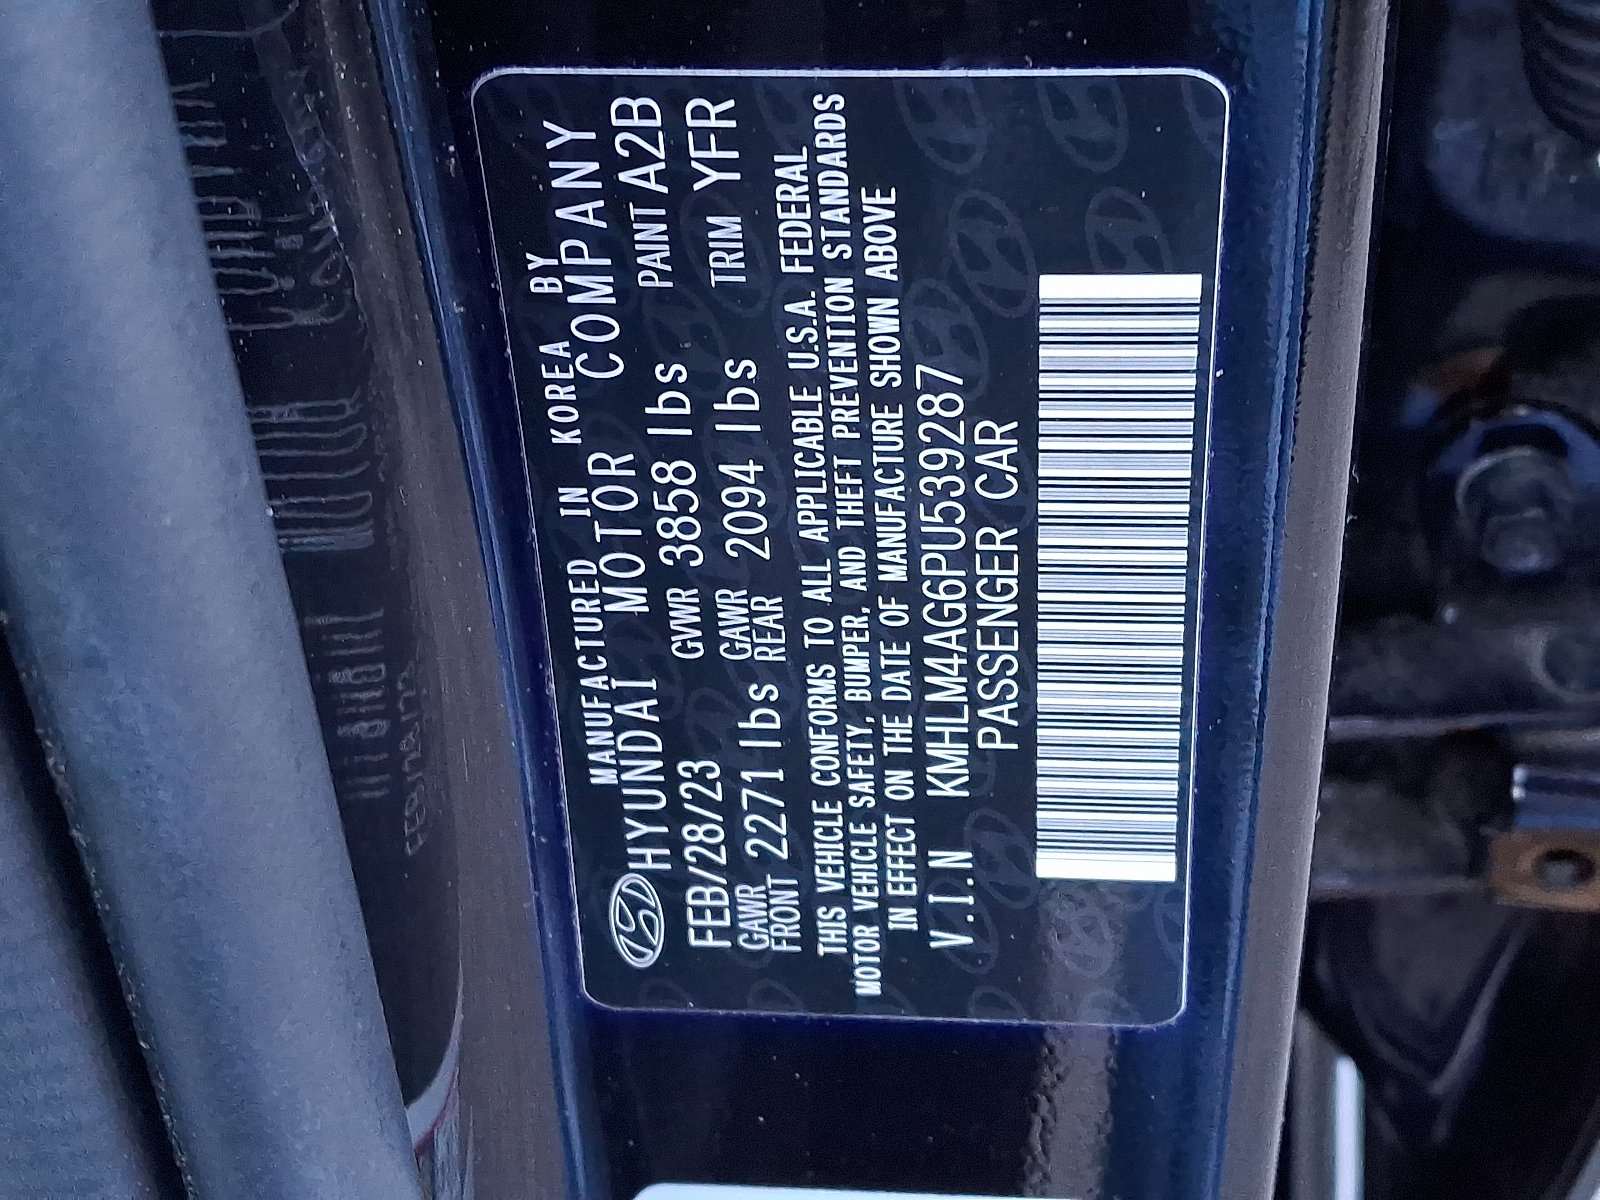 MANUFACTURED IN KOREA BY
HYUNDAI MOTOR COMPANY
FEB/28/23 GVWR 3858 lbs PAINT A2B
GAWR FRONT 2271 lbs GAWR REAR 2094 lbs TRIM YFR
THIS VEHICLE CONFORMS TO ALL APPLICABLE U.S.A. FEDERAL
MOTOR VEHICLE SAFETY, BUMPER, AND THEFT PREVENTION STANDARDS
IN EFFECT ON THE DATE OF MANUFACTURE SHOWN ABOVE
V.I.N KMHLM4AG6PU539287
PASSENGER CAR